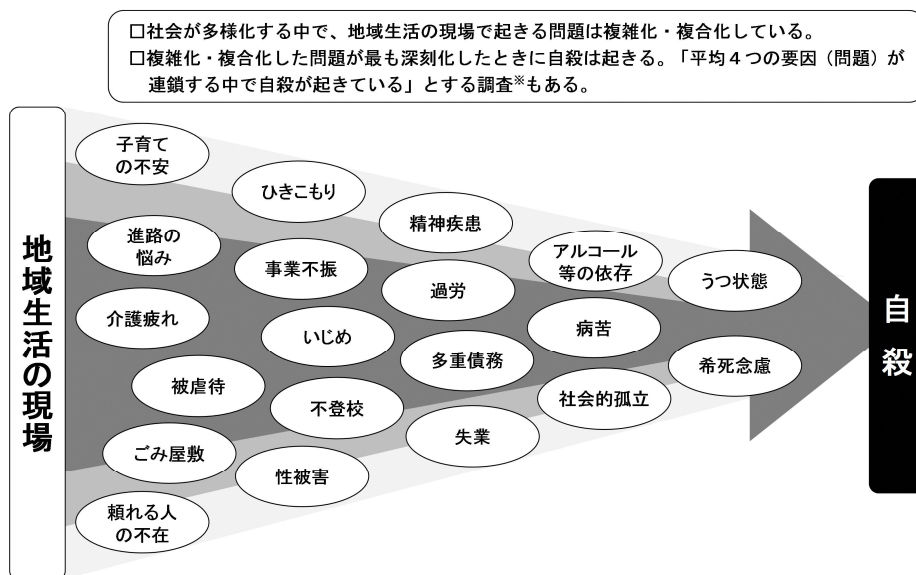 □社会が多様化する中で、地域生活の現場で起きる問題は複雑化・複合化している。
□複雑化・複合化した問題が最も深刻化したときに自殺は起きる。「平均４つの要因（問題）が
連鎖する中で自殺が起きている」とする調査※もある。
地域生活の現場
子育て
の不安
進路の
悩み
介護疲れ
被虐待
ごみ屋敷
頼れる人
の不在
ひきこもり
事業不振
いじめ
不登校
性被害
精神疾患
過労
多重債務
失業
アルコール
等の依存
病苦
社会的孤立
うつ状態
希死念慮
自殺